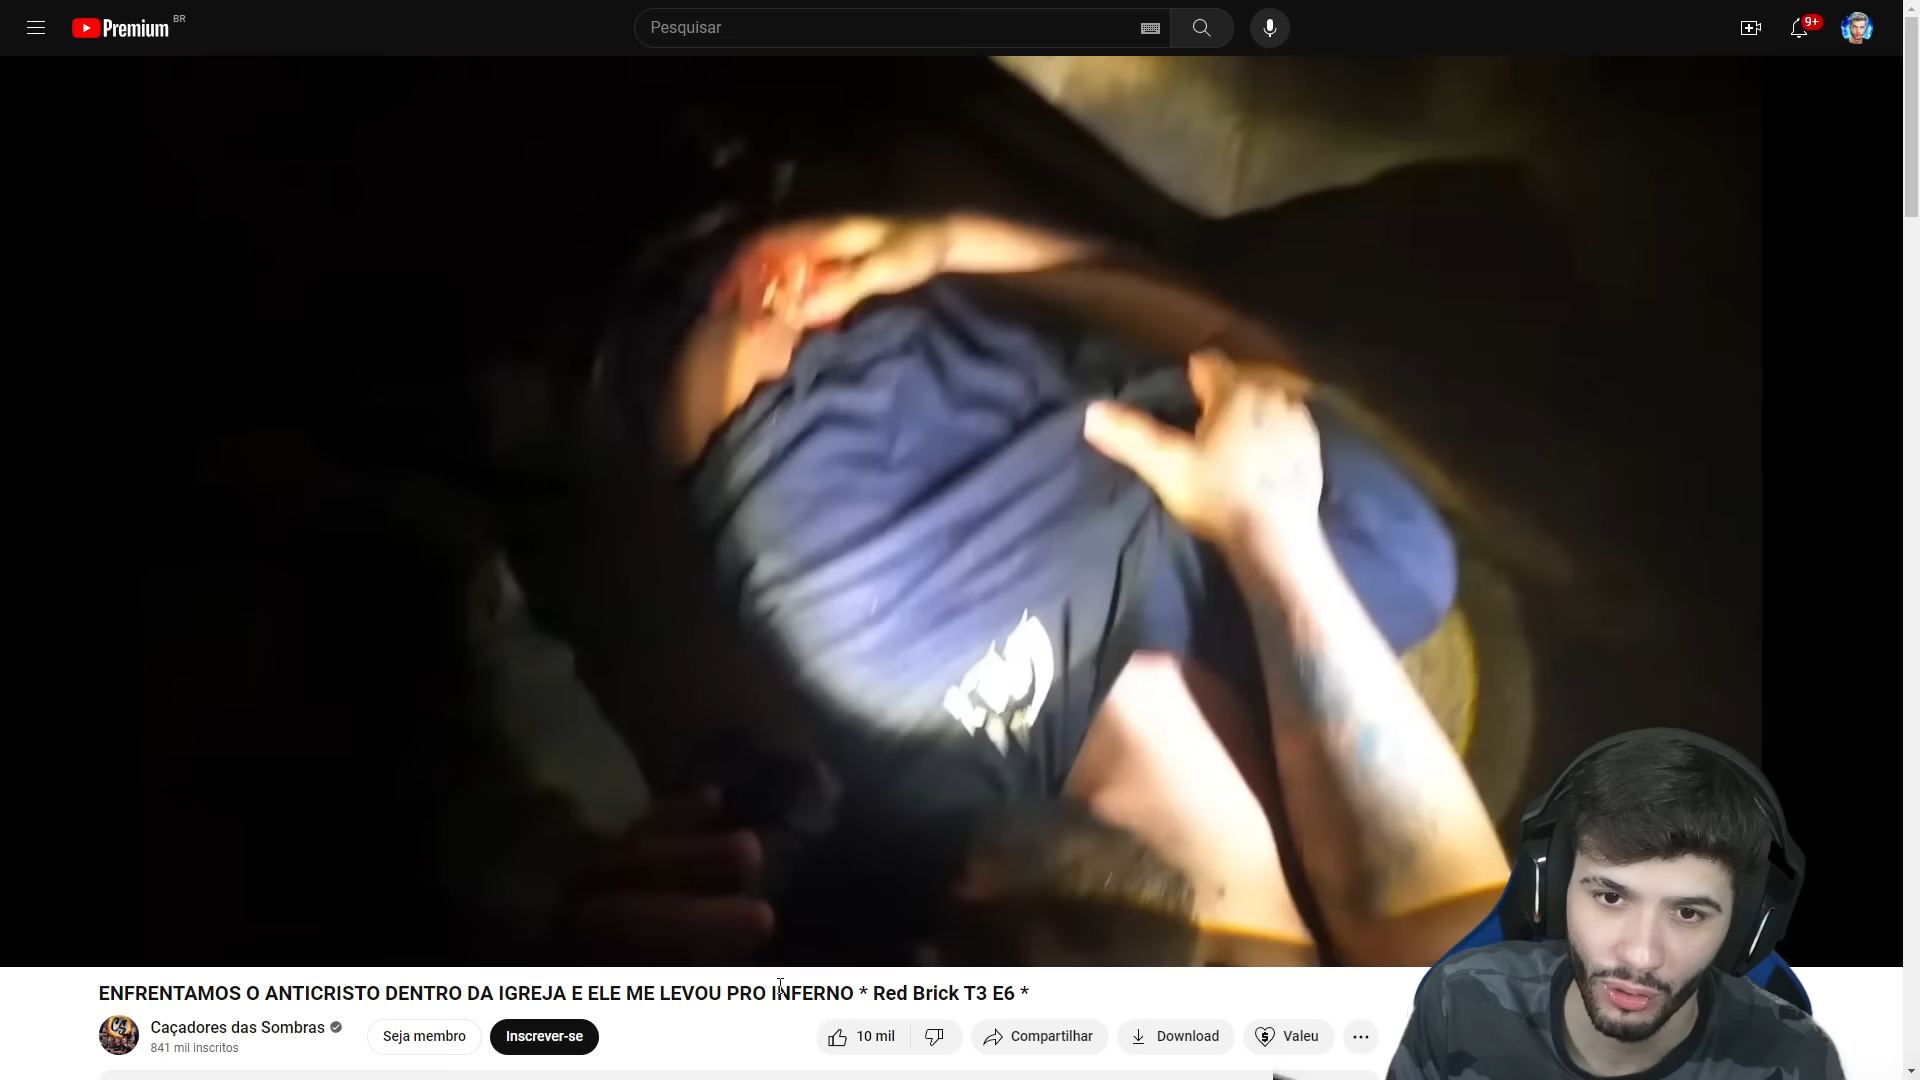 Premium BR
Pesquisar
9+
ENFRENTAMOS O ANTICRISTO DENTRO DA IGREJA E ELE ME LEVOU PRO INFERNO * Red Brick T3 E6 *
CS
Caçadores das Sombras
841 mil inscritos
Seja membro
Inscrever-se
10 mil
Compartilhar
Download
Valeu